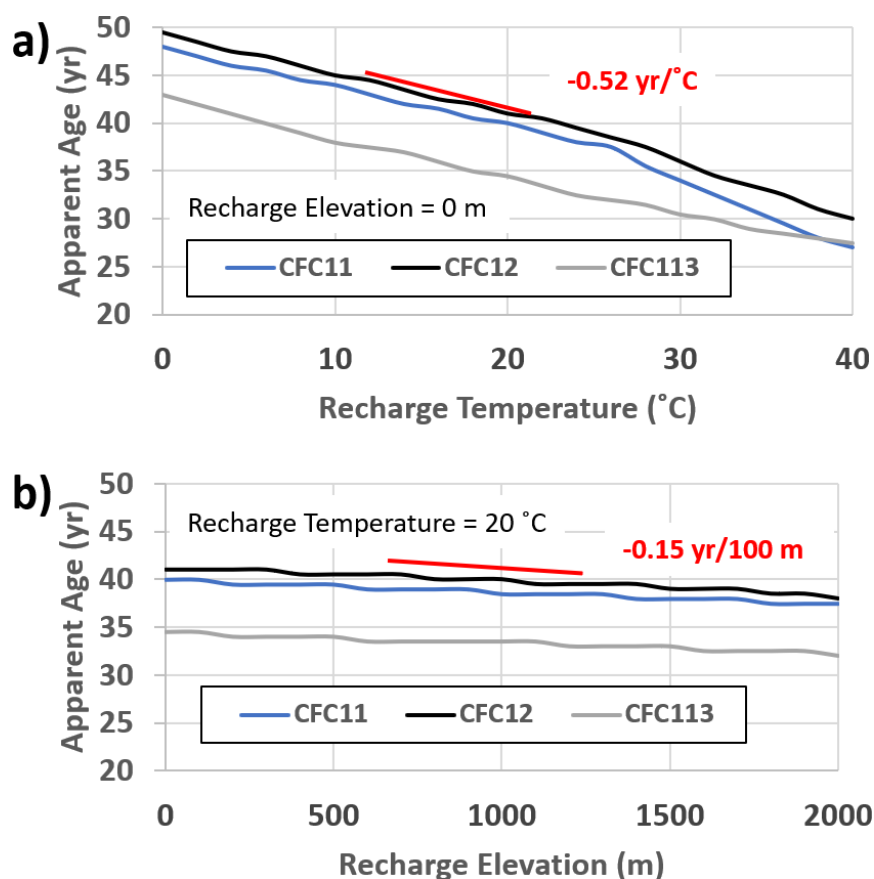 a)
Apparent Age (yr)
50
45
40
35
30
25
20
-0.52 yr/˚C
Recharge Elevation = 0 m
CFC11 CFC12 CFC113
0 10 20 30 40
Recharge Temperature (˚C)
b)
Apparent Age (yr)
50
45
40
35
30
25
20
Recharge Temperature = 20 ˚C
-0.15 yr/100 m
CFC11 CFC12 CFC113
0 500 1000 1500 2000
Recharge Elevation (m)